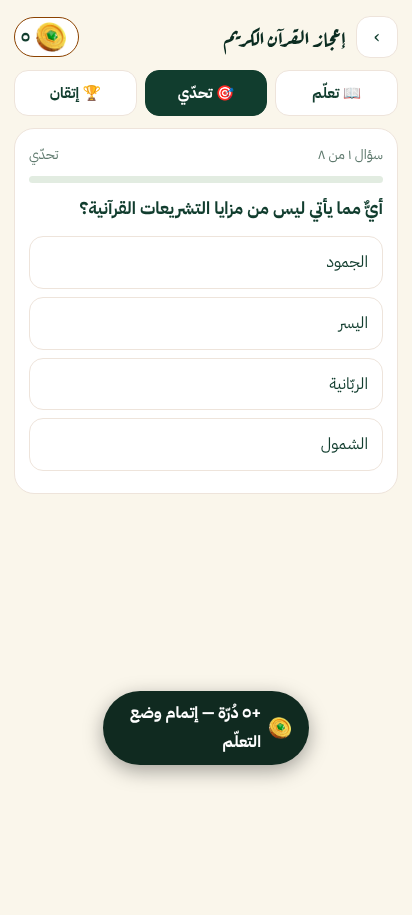 إعجاز القرآن الكريم
٥
📖 تعلّم
🎯 تحدّي
🏆 إتقان
سؤال ١ من ٨
تحدّي
أيٌّ مما يأتي ليس من مزايا التشريعات القرآنية؟
الجمود
اليسر
الربّانية
الشمول
+٥ دُرّة — إتمام وضع
التعلّم